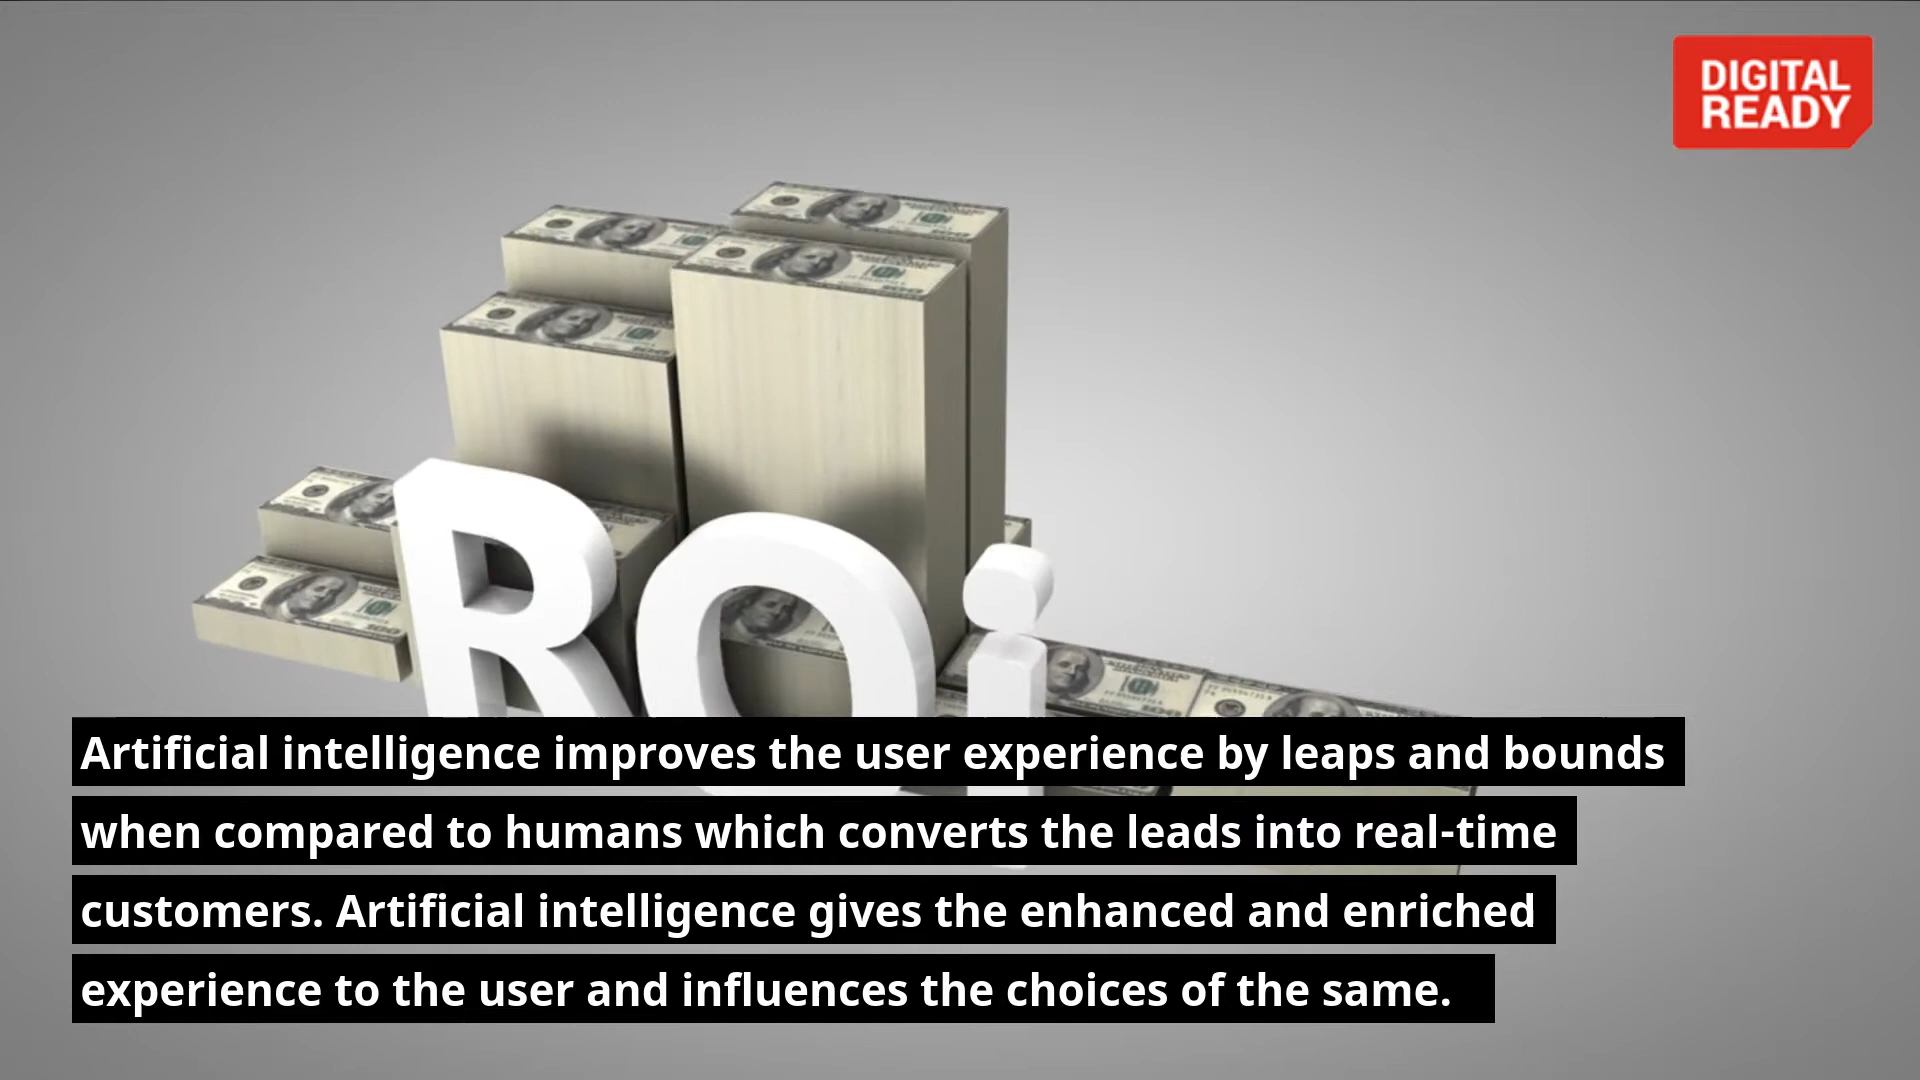 DIGITAL
READY
ROi
Artificial intelligence improves the user experience by leaps and bounds
when compared to humans which converts the leads into real-time
customers. Artificial intelligence gives the enhanced and enriched
experience to the user and influences the choices of the same.